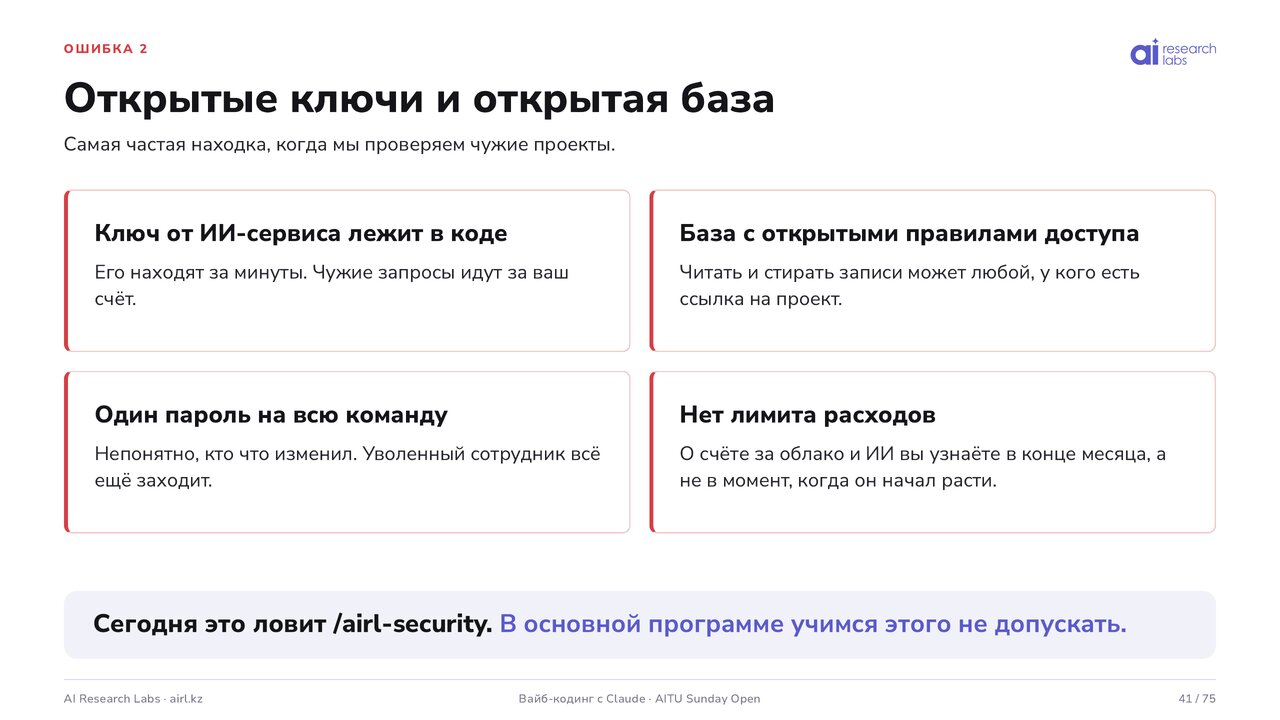 ОШИБКА 2
ai research labs
Открытые ключи и открытая база
Самая частая находка, когда мы проверяем чужие проекты.
Ключ от ИИ-сервиса лежит в коде
Его находят за минуты. Чужие запросы идут за ваш
счёт.
База с открытыми правилами доступа
Читать и стирать записи может любой, у кого есть
ссылка на проект.
Один пароль на всю команду
Непонятно, кто что изменил. Уволенный сотрудник всё
ещё заходит.
Нет лимита расходов
О счёте за облако и ИИ вы узнаёте в конце месяца, а
не в момент, когда он начал расти.
Сегодня это ловит /airl-security. В основной программе учимся этого не допускать.
AI Research Labs · airl.kz
Вайб-кодинг с Claude · AITU Sunday Open
41 / 75